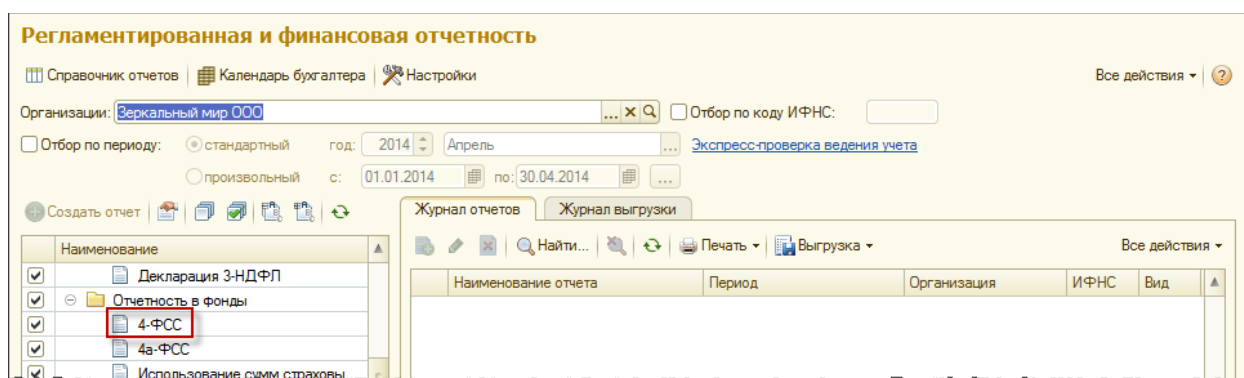 Регламентированная и финансовая отчетность
Справочник отчетов Календарь бухгалтера Настройки Все действия ?
Организации: Зеркальный мир ООО ... Отбор по коду ИФНС:
Отбор по периоду: стандартный год: 2014 Апрель ... Экспресс-проверка ведения учета
произвольный с: 01.01.2014 по: 30.04.2014 ...
Создать отчет Журнал отчетов Журнал выгрузки
Найти... Печать Выгрузка Все действия
Наименование
Наименование отчета Период Организация ИФНС Вид
Декларация 3-НДФЛ
Отчетность в фонды
4-ФСС
4а-ФСС
Использование сумм страховы